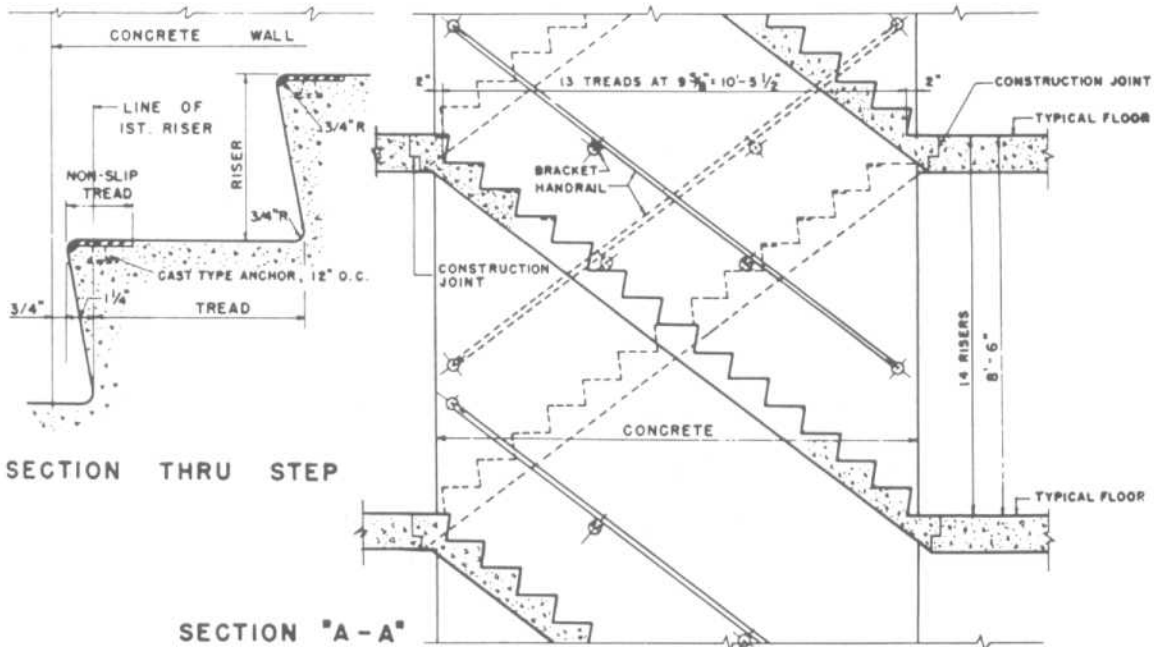 CONCRETE WALL
LINE OF
1ST. RISER
3/4" R
RISER
NON-SLIP
TREAD
3/4" R
CAST TYPE ANCHOR, 12" O.C.
3/4"
1 1/4"
TREAD
SECTION THRU STEP
2"
13 TREADS AT 9 5/8" = 10'-5 1/2"
2"
CONSTRUCTION JOINT
TYPICAL FLOOR
BRACKET
HANDRAIL
CONSTRUCTION
JOINT
14 RISERS
8'-6"
CONCRETE
TYPICAL FLOOR
SECTION "A-A"